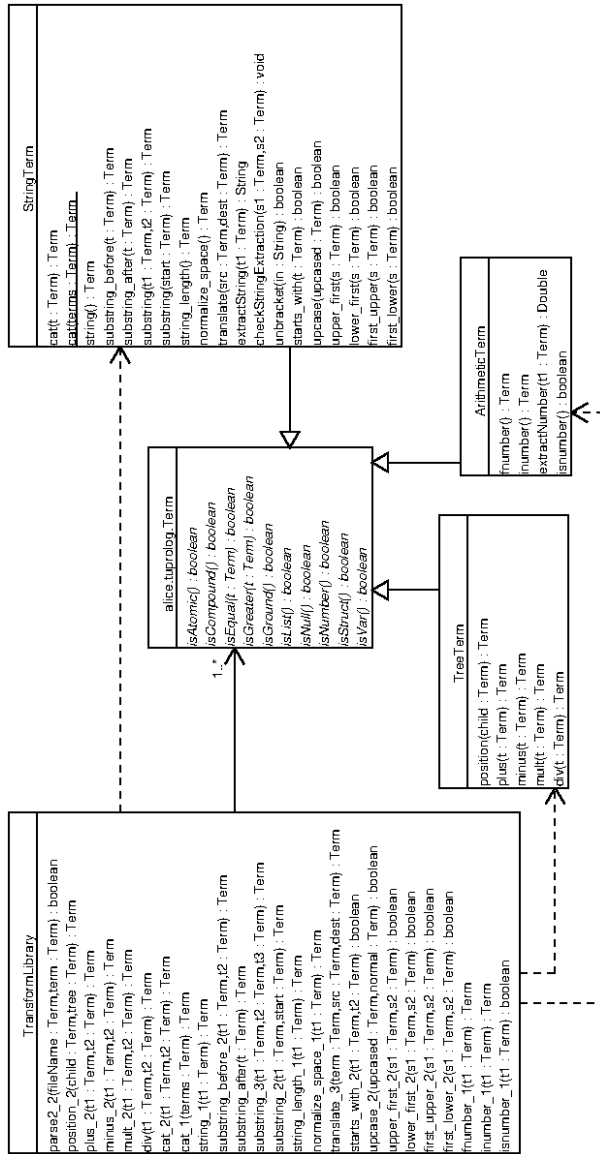 TransformLibrary
parse2_2(fileName : Term,term : Term) : boolean
position_2(child : Term,tree : Term) : Term
plus_2(t1 : Term,t2 : Term) : Term
minus_2(t1 : Term,t2 : Term) : Term
mult_2(t1 : Term,t2 : Term) : Term
div(t1 : Term,t2 : Term) : Term
cat_2(t1 : Term,t2 : Term) : Term
cat_1(terms : Term) : Term
string_1(t1 : Term) : Term
substring_before_2(t1 : Term,t2 : Term) : Term
substring_after(t : Term) : Term
substring_3(t1 : Term,t2 : Term,t3 : Term) : Term
substring_2(t1 : Term,start : Term) : Term
string_length_1(t1 : Term) : Term
normalize_space_1(t1 : Term) : Term
translate_3(term : Term,src : Term,dest : Term) : Term
starts_with_2(t1 : Term,t2 : Term) : boolean
upcase_2(upcased : Term,normal : Term) : boolean
upper_first_2(s1 : Term,s2 : Term) : boolean
lower_first_2(s1 : Term,s2 : Term) : boolean
first_upper_2(s1 : Term,s2 : Term) : boolean
first_lower_2(s1 : Term,s2 : Term) : boolean
fnumber_1(t1 : Term) : Term
inumber_1(t1 : Term) : Term
isnumber_1(t1 : Term) : boolean
1..*
alice.tuprolog.Term
isAtomic() : boolean
isCompound() : boolean
isEqual(t : Term) : boolean
isGreater(t : Term) : boolean
isGround() : boolean
isList() : boolean
isNull() : boolean
isNumber() : boolean
isStruct() : boolean
isVar() : boolean
TreeTerm
position(child : Term) : Term
plus(t : Term) : Term
minus(t : Term) : Term
mult(t : Term) : Term
div(t : Term) : Term
StringTerm
cat(t : Term) : Term
cat(terms : Term) : Term
string() : Term
substring_before(t : Term) : Term
substring_after(t : Term) : Term
substring(t1 : Term,t2 : Term) : Term
substring(start : Term) : Term
string_length() : Term
normalize_space() : Term
translate(src : Term,dest : Term) : Term
extractString(t1 : Term) : String
checkStringExtraction(s1 : Term,s2 : Term) : void
unbracket(in : String) : boolean
starts_with(t : Term) : boolean
upcase(upcased : Term) : boolean
upper_first(s : Term) : boolean
lower_first(s : Term) : boolean
first_upper(s : Term) : boolean
first_lower(s : Term) : boolean
ArithmeticTerm
fnumber() : Term
inumber() : Term
extractNumber(t1 : Term) : Double
isnumber() : boolean